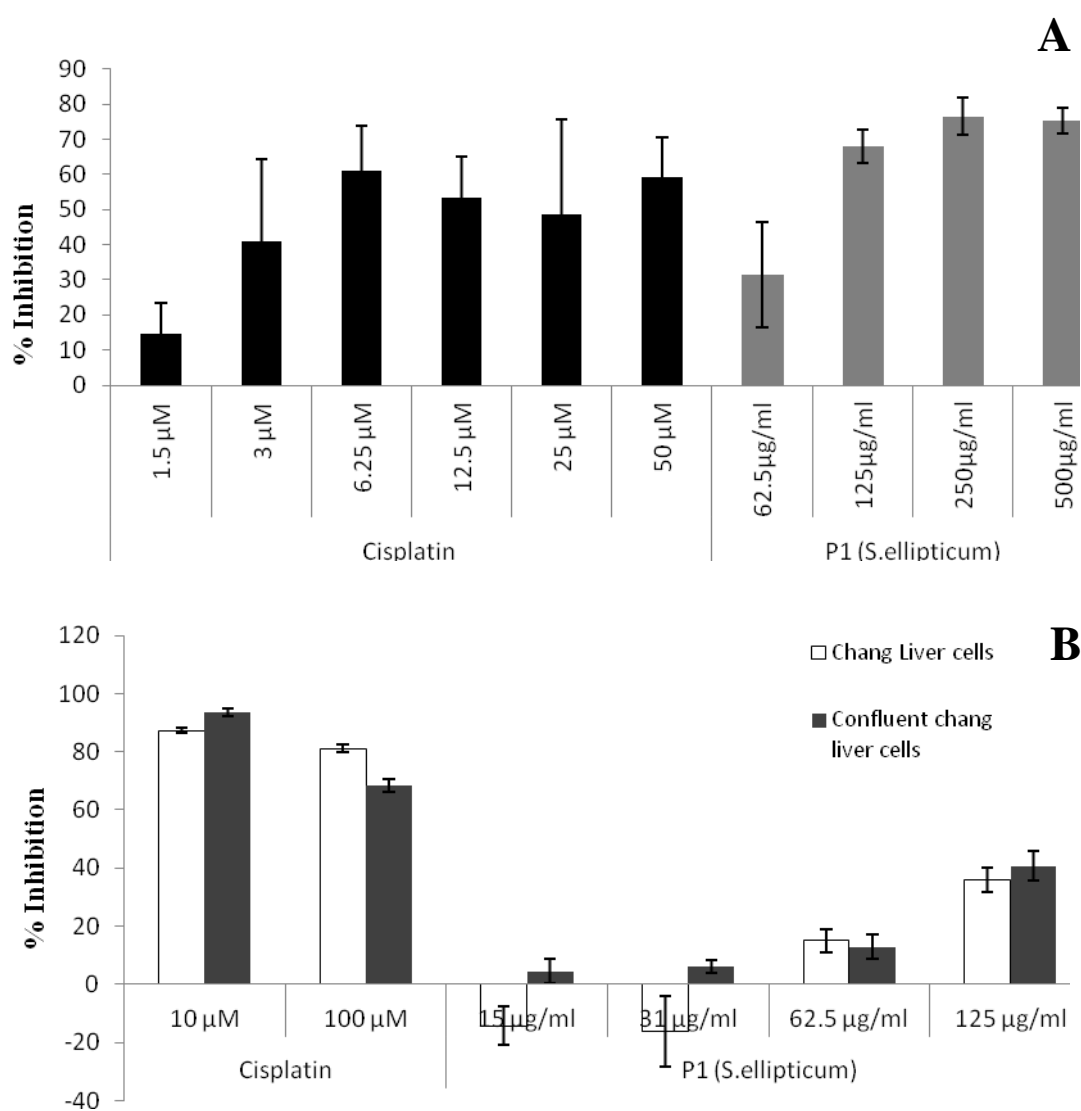 A
90
80
70
60
50
40
30
20
10
0
% Inhibition
1.5 µM
3 µM
6.25 µM
12.5 µM
25 µM
50 µM
62.5µg/ml
125µg/ml
250µg/ml
500µg/ml
Cisplatin
P1 (S.ellipticum)
B
120
100
80
60
40
20
0
-20
-40
% Inhibition
Chang Liver cells
Confluent chang
liver cells
10 µM
100 µM
15 µg/ml
31 µg/ml
62.5 µg/ml
125 µg/ml
Cisplatin
P1 (S.ellipticum)